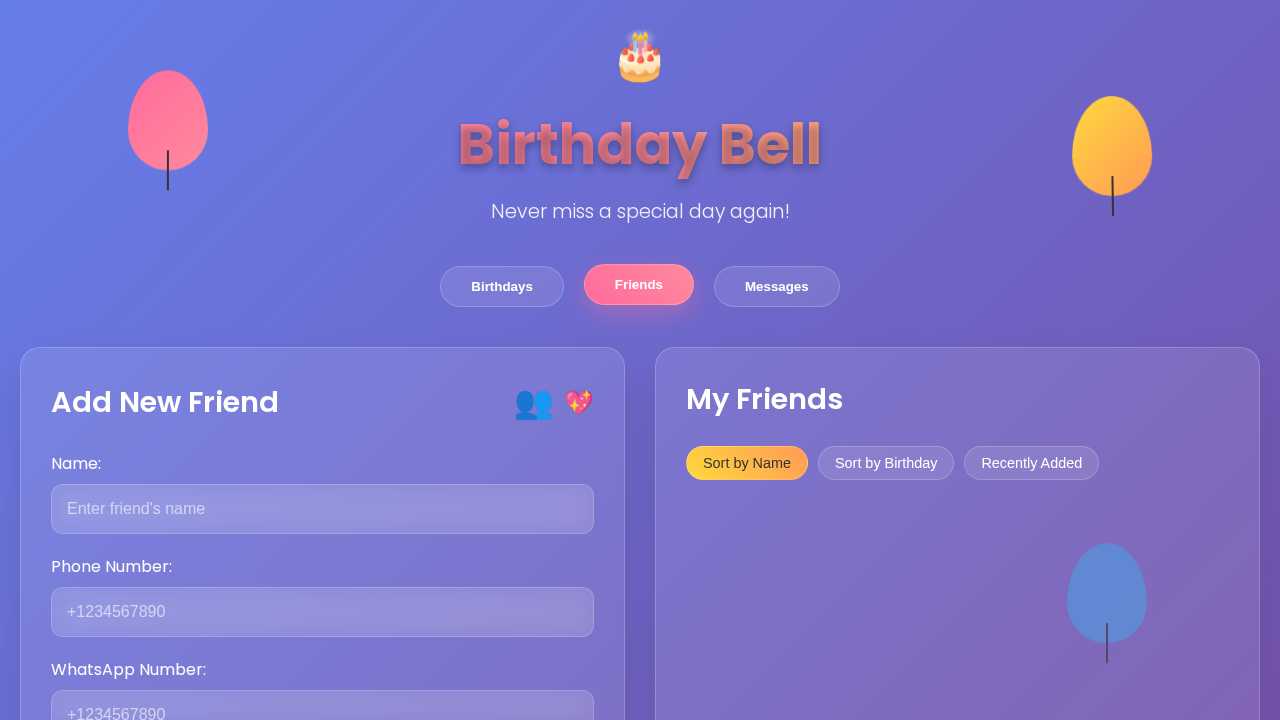 Birthday Bell
Never miss a special day again!
Birthdays
Friends
Messages
Add New Friend
Name:
Enter friend's name
Phone Number:
+1234567890
WhatsApp Number:
+1234567890
My Friends
Sort by Name
Sort by Birthday
Recently Added